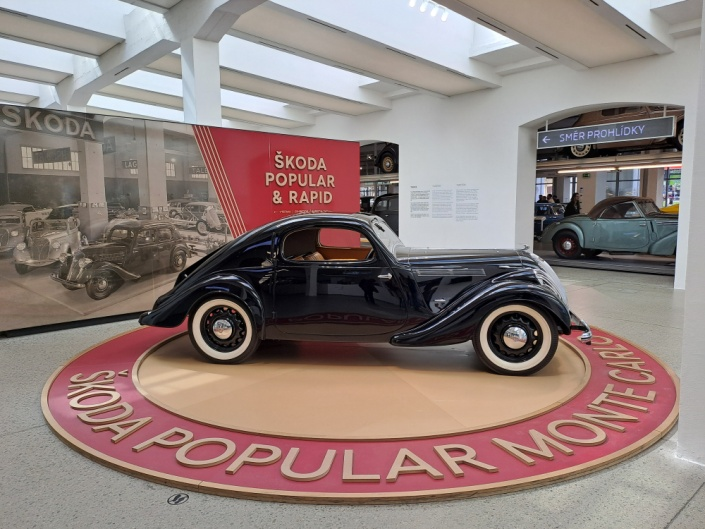 ŠKODA
ŠKODA
POPULAR
& RAPID
← SMĚR PROHLÍDKY
ŠKODA POPULAR MONTE CARLO